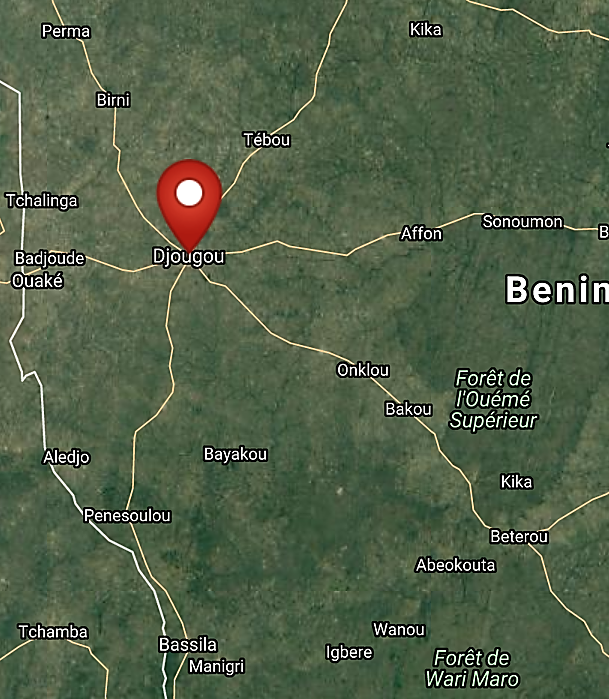 Perma
Kika
Birni
Tébou
Tchalinga
Sonoumon
Affon
B
Badjoude
Djougou
Ouaké
Benin
Onklou
Forêt de
l'Ouémé
Supérieur
Bakou
Aledjo
Bayakou
Kika
Penesoulou
Beterou
Abeokouta
Tchamba
Wanou
Bassila
Igbere
Manigri
Forêt de
Wari Maro